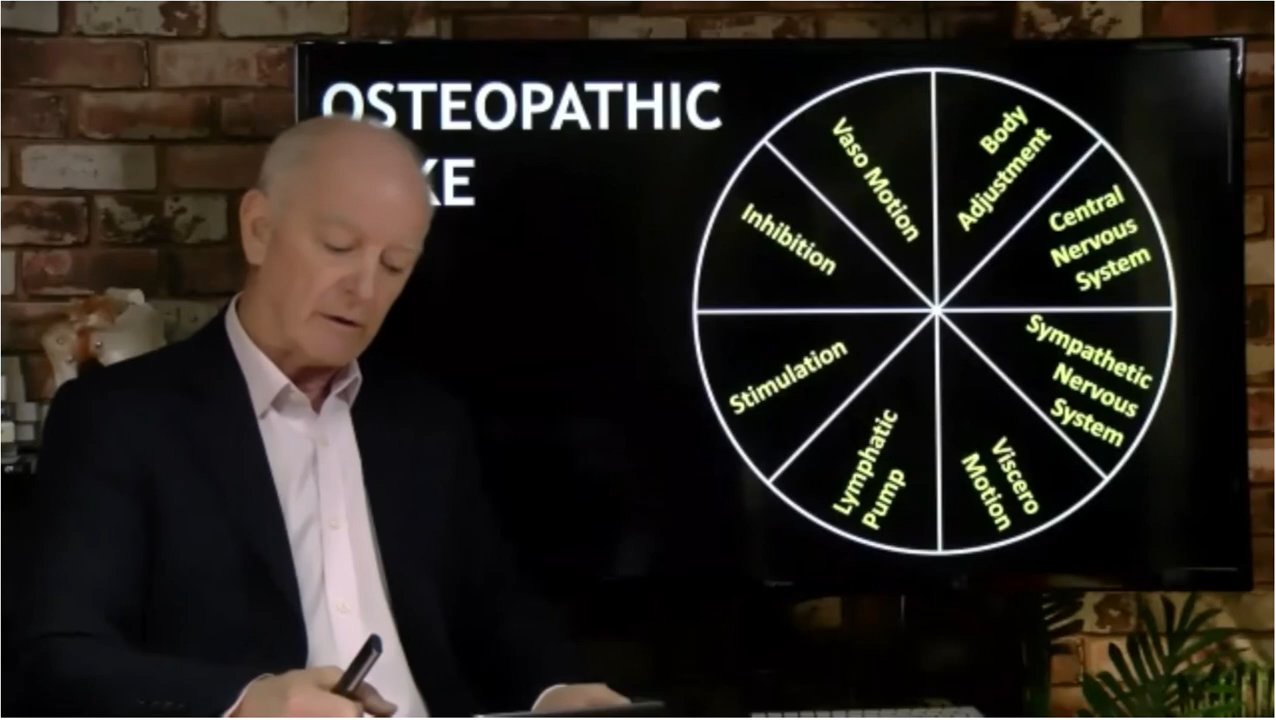 OSTEOPATHIC
Vaso Motion
Body
Adjustment
Central
Nervous
System
Sympathetic
Nervous
System
Viscero
Motion
Lymphatic
Pump
Stimulation
Inhibition